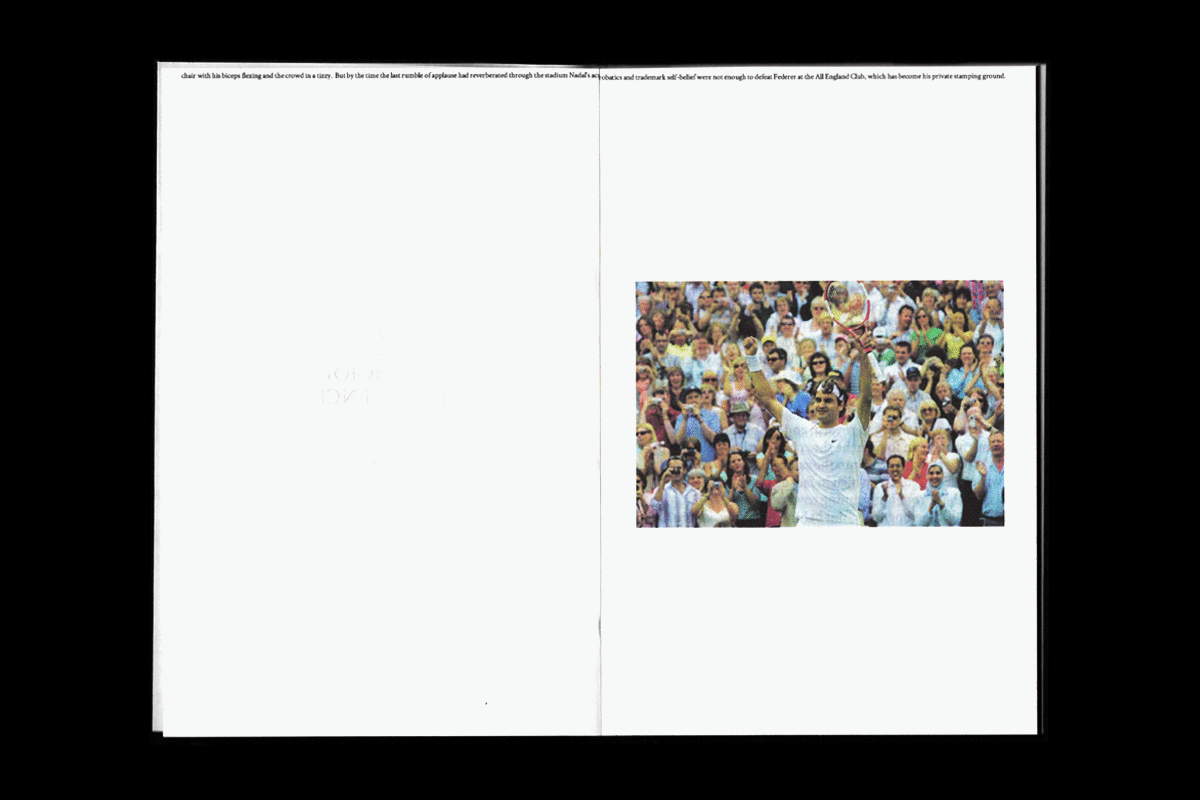 chair with his biceps flexing and the crowd in a tizzy. But by the time the last rumble of applause had reverberated through the stadium Nadal's acrobatics and trademark self-belief were not enough to defeat Federer at the All England Club, which has become his private stamping ground.